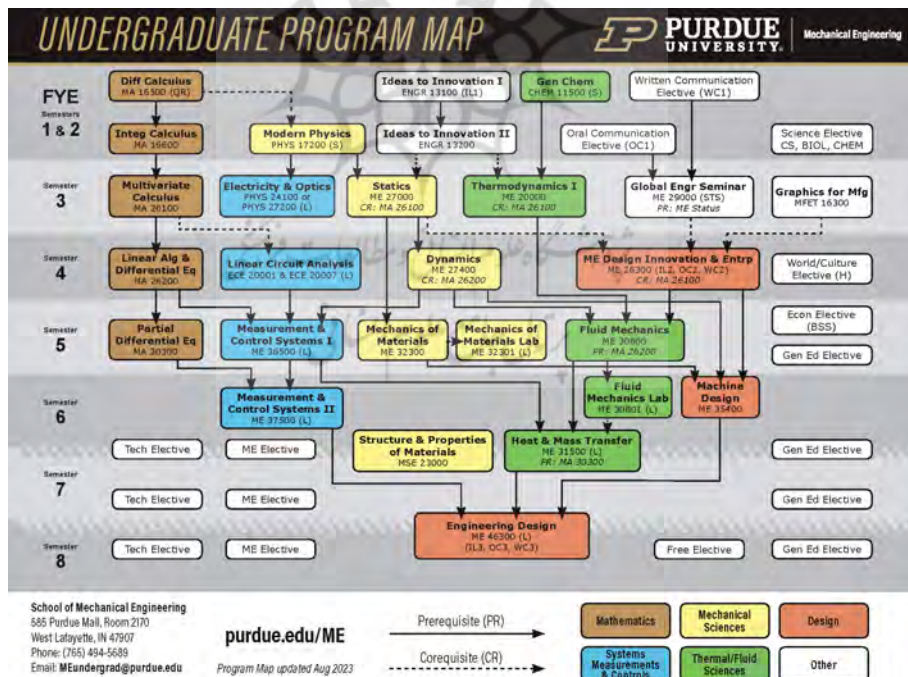 UNDERGRADUATE PROGRAM MAP
PURDUE
UNIVERSITY
Mechanical Engineering
FYE
Semesters
1 & 2
Diff Calculus
MA 16500 (QR)
Ideas to Innovation I
ENGR 13100 (IL1)
Gen Chem
CHEM 11500 (S)
Written Communication
Elective (WC1)
Integ Calculus
MA 16600
Modern Physics
PHYS 17200 (S)
Ideas to Innovation II
ENGR 13200
Oral Communication
Elective (OC1)
Science Elective
CS, BIOL, CHEM
Semester
3
Multivariate
Calculus
MA 26100
Electricity & Optics
PHYS 24100 or
PHYS 27200 (L)
Statics
ME 27000
CR: MA 26100
Thermodynamics I
ME 20000
CR: MA 26100
Global Engr Seminar
ME 29000 (STS)
PR: ME Status
Graphics for Mfg
MFET 16300
Semester
4
Linear Alg &
Differential Eq
MA 26200
Linear Circuit Analysis
ECE 20001 & ECE 20007 (L)
Dynamics
ME 27400
CR: MA 26200
ME Design Innovation & Entrp
ME 26300 (IL2, OC2, WC2)
CR: MA 26100
World/Culture
Elective (H)
Semester
5
Partial
Differential Eq
MA 30300
Measurement &
Control Systems I
ME 36500 (L)
Mechanics of
Materials
ME 32300
Mechanics of
Materials Lab
ME 32301 (L)
Fluid Mechanics
ME 30800
PR: MA 26200
Econ Elective
(BSS)
Gen Ed Elective
Semester
6
Measurement &
Control Systems II
ME 37500 (L)
Fluid
Mechanics Lab
ME 30801 (L)
Machine
Design
ME 35400
Structure & Properties
of Materials
MSE 23000
Heat & Mass Transfer
ME 31500 (L)
PR: MA 30300
Tech Elective
ME Elective
Gen Ed Elective
Semester
7
Tech Elective
ME Elective
Gen Ed Elective
Semester
8
Tech Elective
ME Elective
Engineering Design
ME 46300 (L)
(IL3, OC3, WC3)
Free Elective
Gen Ed Elective
School of Mechanical Engineering
585 Purdue Mall, Room 2170
West Lafayette, IN 47907
Phone: (765) 494-5689
Email: MEundergrad@purdue.edu
purdue.edu/ME
Program Map updated Aug 2023
Prerequisite (PR)
Corequisite (CR)
Mathematics
Mechanical
Sciences
Design
Systems
Measurements
& Controls
Thermal/Fluid
Sciences
Other